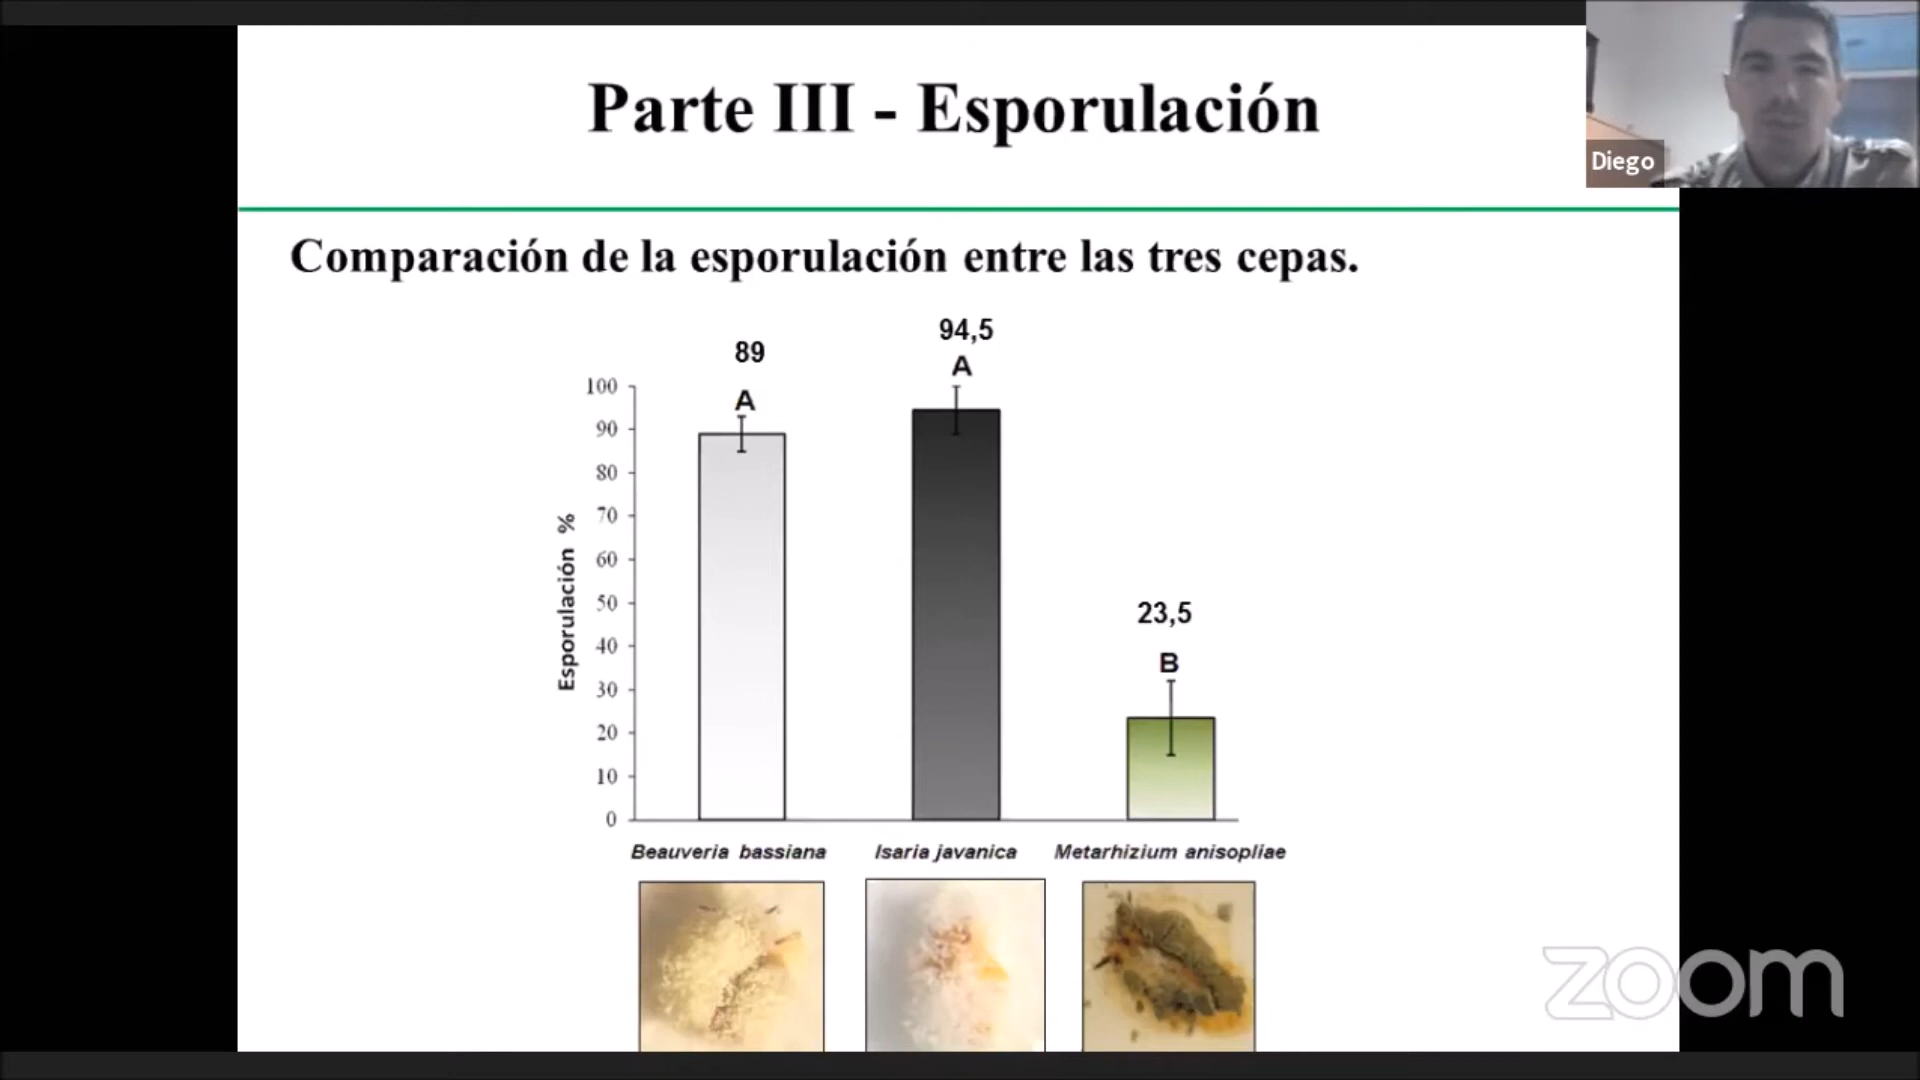 Parte III - Esporulación
Diego
Comparación de la esporulación entre las tres cepas.
89
94,5
A
A
23,5
B
100
90
80
70
60
50
40
30
20
10
0
Esporulación %
Beauveria bassiana
Isaria javanica
Metarhizium anisopliae
zoom